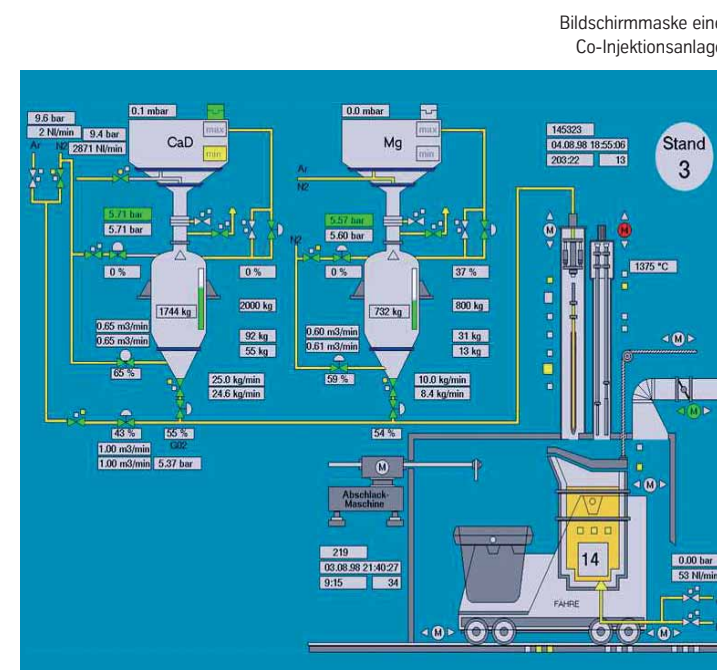 Bildschirmmaske eine
Co-Injektionsanlage
9.6 bar
2 Nl/min
Ar
N2
9.4 bar
2871 Nl/min
0.1 mbar
CaD
max
min
0.0 mbar
Mg
max
min
Ar
N2
145323
04.08.98 18:55:06
203:22
13
Stand
3
5.71 bar
5.71 bar
5.57 bar
5.60 bar
N2
M
M
1375 °C
0 %
0 %
0 %
37 %
1744 kg
2000 kg
732 kg
800 kg
0.65 m3/min
0.65 m3/min
92 kg
55 kg
0.60 m3/min
0.61 m3/min
31 kg
13 kg
M
65 %
25.0 kg/min
24.6 kg/min
59 %
10.0 kg/min
8.4 kg/min
M
43 %
55 %
G02
54 %
1.00 m3/min
1.00 m3/min
5.37 bar
M
Abschlack-
Maschine
M
219
03.08.98 21:40:27
9:15
34
14
0.00 bar
53 Nl/min
FÄHRE
M
M